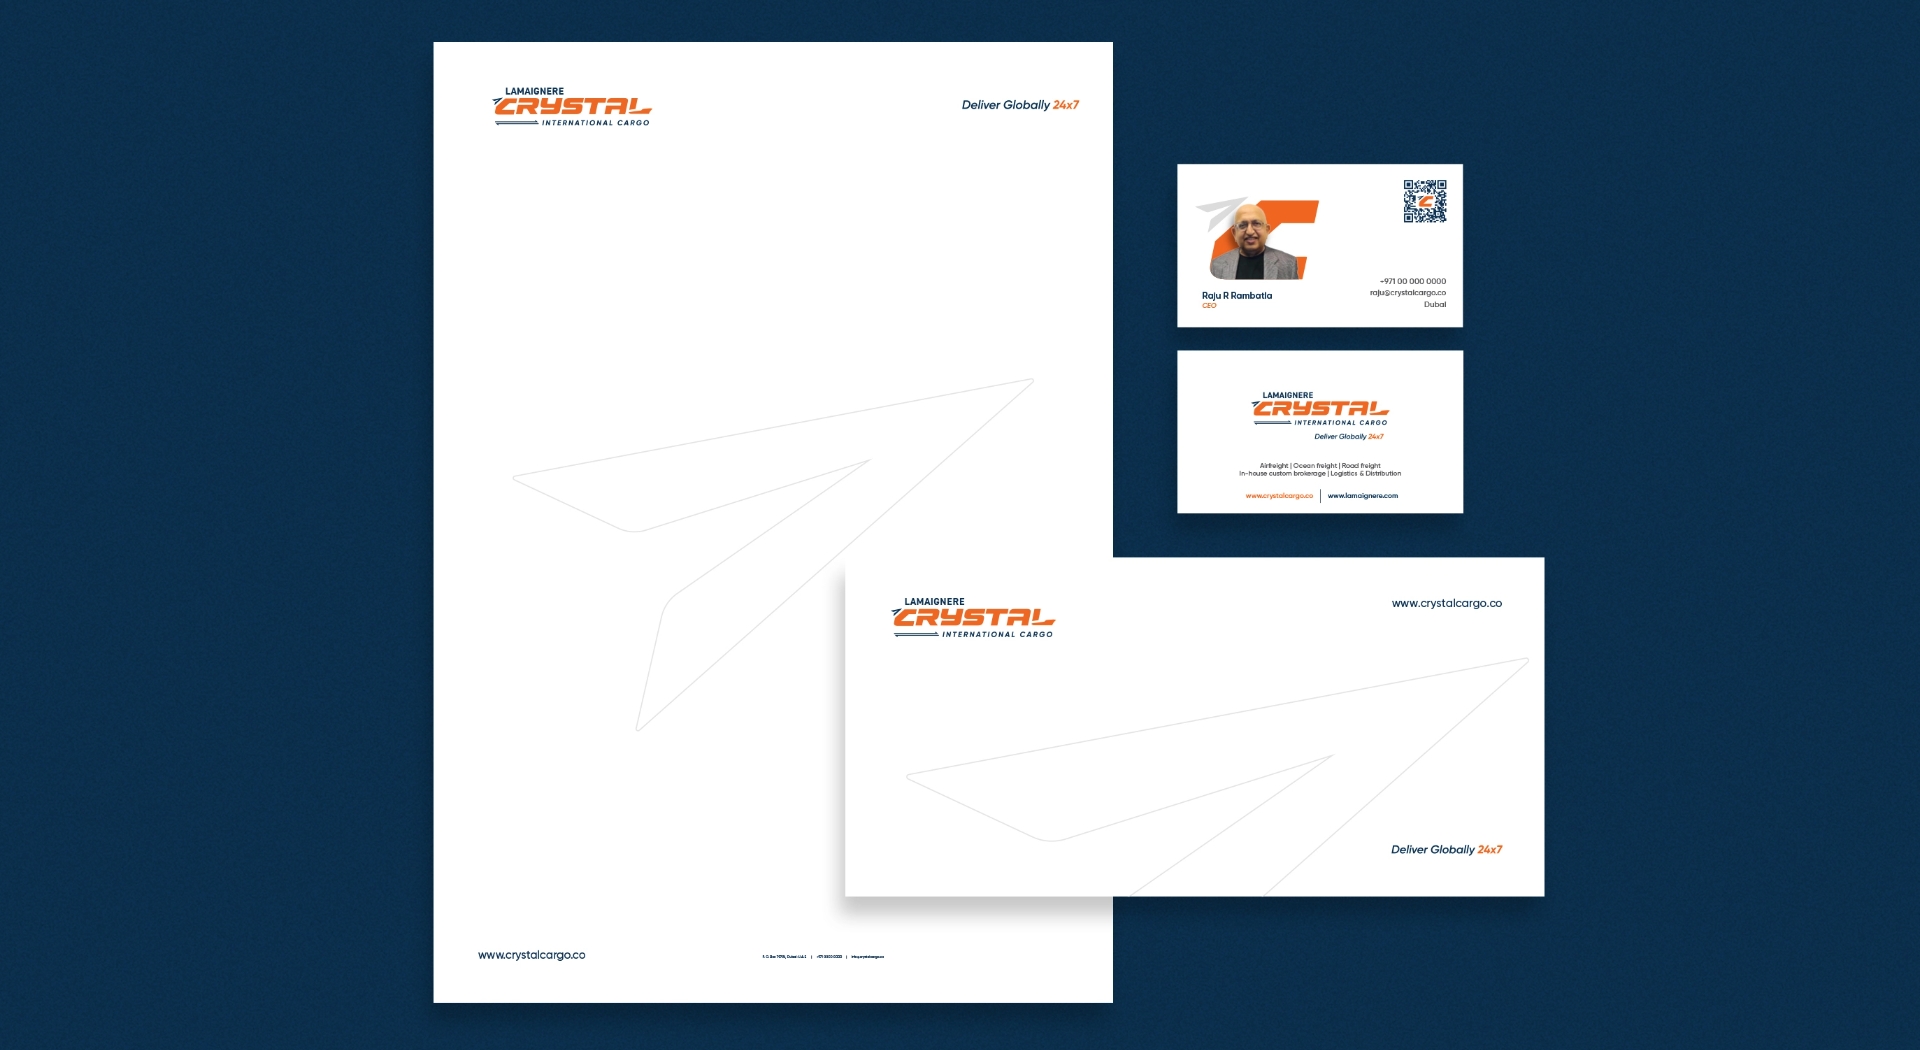 LAMAIGNERE
CRYSTAL
INTERNATIONAL CARGO
Deliver Globally 24x7
www.crystalcargo.co
Raju R Rambatla
CEO
+971 00 000 0000
raju@crystalcargo.co
Dubai
LAMAIGNERE
CRYSTAL
INTERNATIONAL CARGO
Deliver Globally 24x7
Airfreight | Ocean freight | Road freight
In-house custom brokerage | Logistics & Distribution
www.crystalcargo.co | www.lamaignere.com
LAMAIGNERE
CRYSTAL
INTERNATIONAL CARGO
www.crystalcargo.co
Deliver Globally 24x7